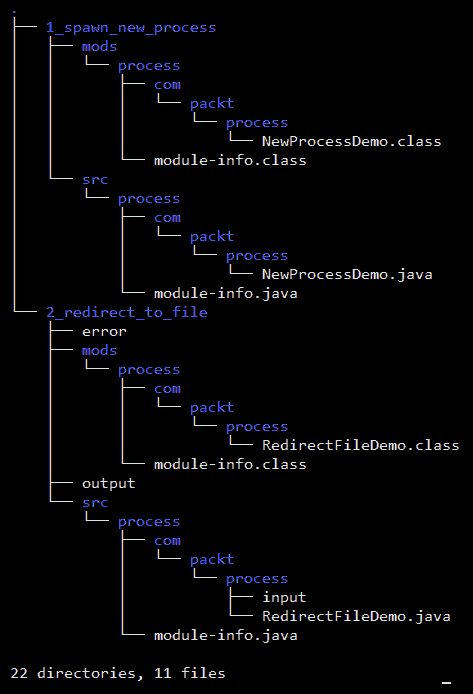 .
├── 1_spawn_new_process
│   ├── mods
│   │   └── process
│   │       ├── com
│   │       │   └── packt
│   │       │       └── process
│   │       │           └── NewProcessDemo.class
│   │       └── module-info.class
│   └── src
│       └── process
│           ├── com
│           │   └── packt
│           │       └── process
│           │           └── NewProcessDemo.java
│           └── module-info.java
└── 2_redirect_to_file
    ├── error
    ├── mods
    │   └── process
    │       ├── com
    │       │   └── packt
    │       │       └── process
    │       │           └── RedirectFileDemo.class
    │       └── module-info.class
    ├── output
    └── src
        └── process
            ├── com
            │   └── packt
            │       └── process
            │           ├── input
            │           └── RedirectFileDemo.java
            └── module-info.java
22 directories, 11 files